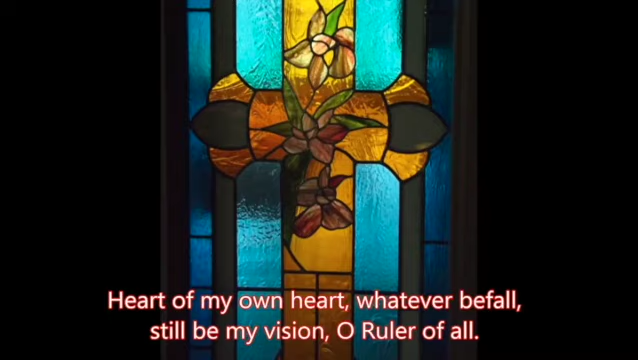 Heart of my own heart, whatever befall,
still be my vision, O Ruler of all.